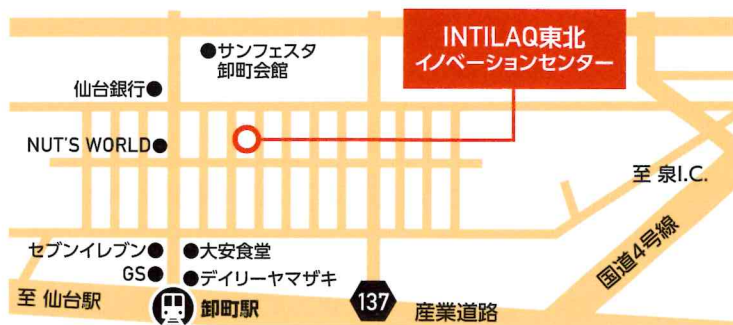 INTILAQ東北
イノベーションセンター
●サンフェスタ
卸町会館
仙台銀行●
NUT'S WORLD●
至 泉I.C.
国道4号線
セブンイレブン●
●大安食堂
GS●
●デイリーヤマザキ
至 仙台駅
卸町駅
137
産業道路